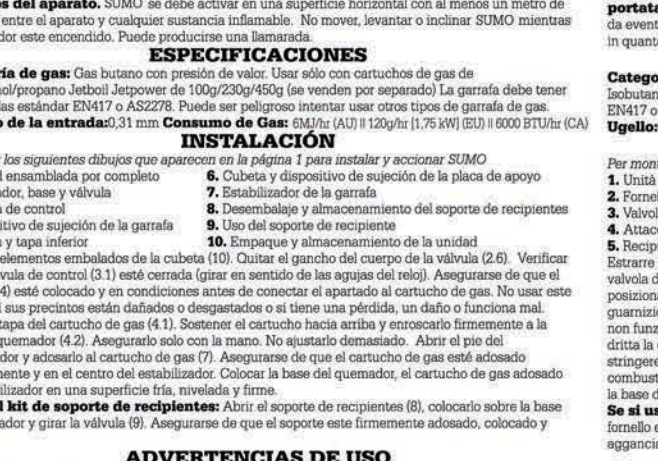 os del aparato. SUMO se debe activar en una superficie horizontal con al menos un metro de
entre el aparato y cualquier sustancia inflamable. No mover, levantar o inclinar SUMO mientras
dor este encendido. Puede producirse una llamarada.
ESPECIFICACIONES
ría de gas: Gas butano con presión de valor. Usar sólo con cartuchos de gas de
nol/propano Jetboil Jetpower de 100g/230g/450g (se venden por separado) La garrafa debe tener
las estándar EN417 o AS2278. Puede ser peligroso intentar usar otros tipos de garrafa de gas.
o de la entrada:0,31 mm Consumo de Gas: 6MJ/hr (AU) II 120g/hr [1,75 kW] (EU) II 6000 BTU/hr (CA)
INSTALACIÓN
los siguientes dibujos que aparecen en la página 1 para instalar y accionar SUMO
d ensamblada por completo
dor, base y válvula
a de control
itivo de sujeción de la garrafa
n y tapa inferior
6. Cubeta y dispositivo de sujeción de la placa de apoyo
7. Estabilizador de la garrafa
8. Desembalaje y almacenamiento del soporte de recipientes
9. Uso del soporte de recipiente
10. Empaque y almacenamiento de la unidad
elementos embalados de la cubeta (10). Quitar el gancho del cuerpo de la válvula (2.6). Verificar
vula de control (3.1) esté cerrada (girar en sentido de las agujas del reloj). Asegurarse de que el
4) esté colocado y en condiciones antes de conectar el apartado al cartucho de gas. No usar este
i sus precintos están dañados o desgastados o si tiene una pérdida, un daño o funciona mal.
tapa del cartucho de gas (4.1). Sostener el cartucho hacia arriba y enroscarlo firmemente a la
quemador (4.2). Asegurarlo solo con la mano. No ajustarlo demasiado. Abrir el pio del
dor y adosarlo al cartucho de gas (7). Asegurarse de que el cartucho de gas esté adosado
ente y en el centro del estabilizador. Colocar la base del quemador, el cartucho de gas adosado
ilizador en una superficie fría, nivelada y firme.
l kit de soporte de recipientes: Abrir el soporte de recipientes (8), colocarlo sobre la base
ador y girar la válvula (9). Asegurarse de que el soporte este firmemente adosado, colocado y
ADVERTENCIAS DE USO
portata
da event
in quant
Catego
Isobutan
EN417 o
Ugello:
Per mon
1. Unità
2. Fornel
3. Valvol
4. Attacc
5. Recip
Estrarre
valvola d
posiziona
guarnizi
non funz
dritta la
stringere
combust
la base d
Se si us
fornello e
aggancia